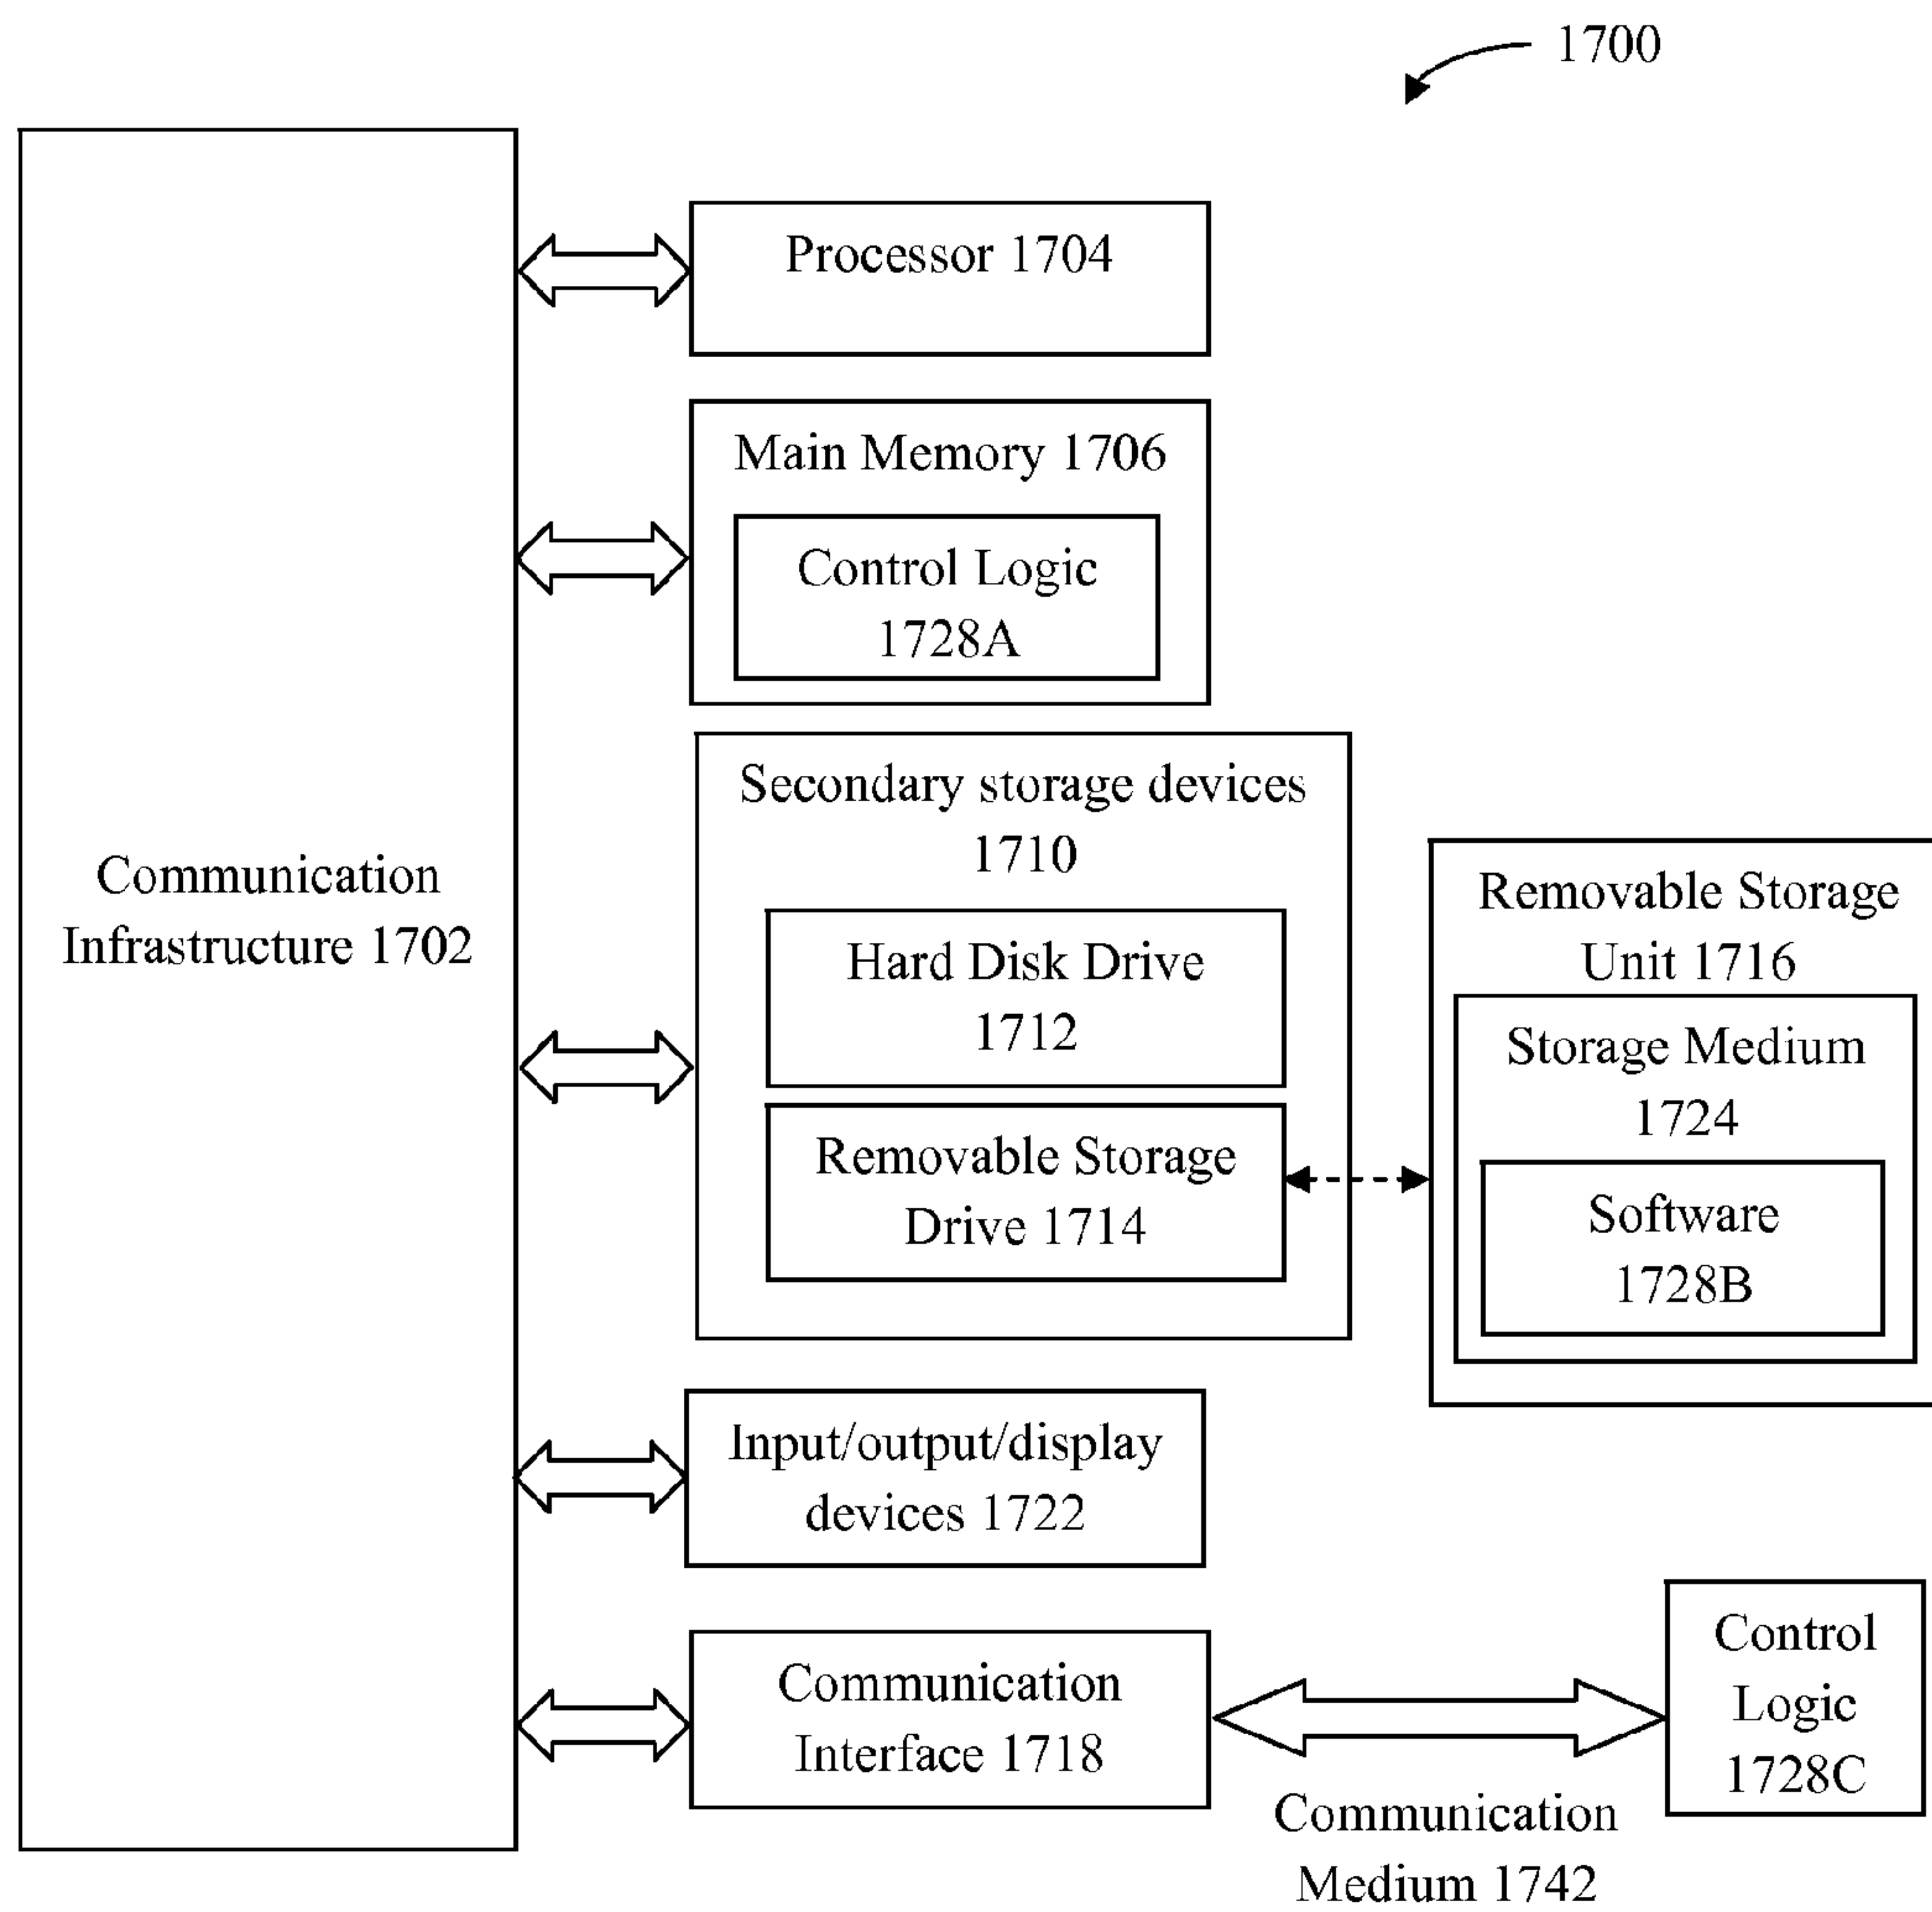 1700
Processor 1704
Main Memory 1706
Control Logic
1728A
Secondary storage devices
1710
Communication
Infrastructure 1702
Hard Disk Drive
1712
Removable Storage
Drive 1714
Removable Storage
Unit 1716
Storage Medium
1724
Software
1728B
Input/output/display
devices 1722
Communication
Interface 1718
Communication
Medium 1742
Control
Logic
1728C